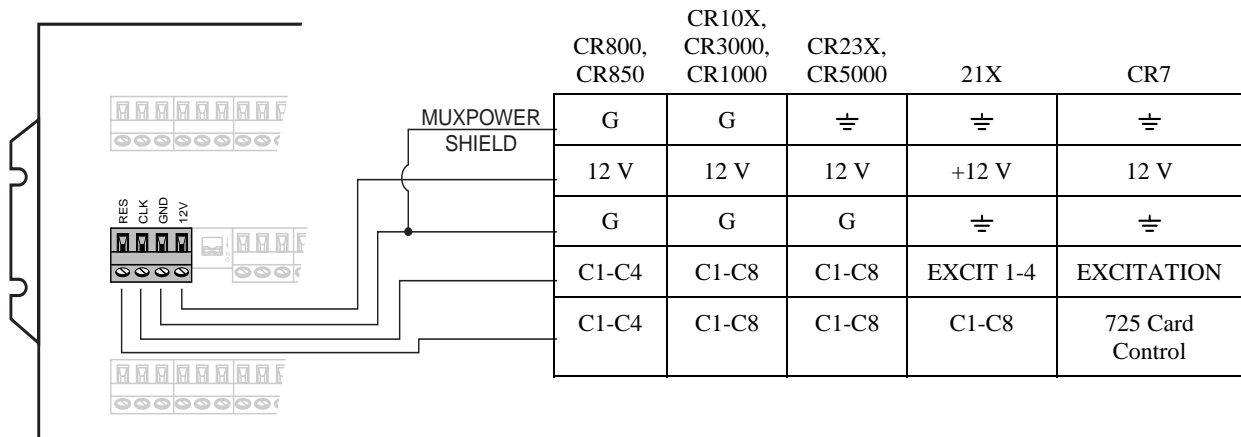 CR800,
CR850
CR10X,
CR3000,
CR1000
CR23X,
CR5000
21X
CR7
MUXPOWER
SHIELD
G G ⏚ ⏚ ⏚
12 V 12 V 12 V +12 V 12 V
G G G ⏚ ⏚
C1-C4 C1-C8 C1-C8 EXCIT 1-4 EXCITATION
C1-C4 C1-C8 C1-C8 C1-C8 725 Card
Control
RES
CLK
GND
12V